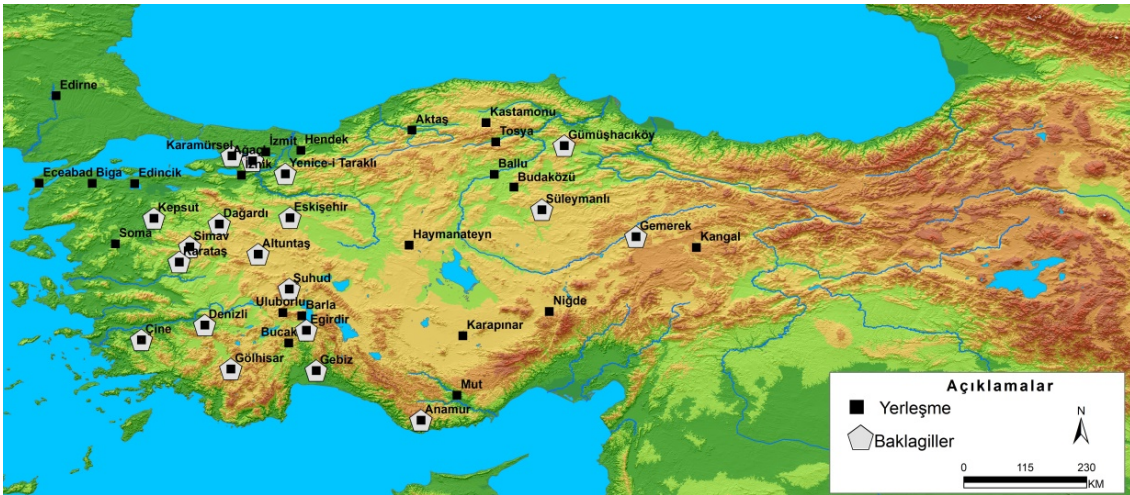 Edirne
Kastamonu
Aktaş
Tosya
Gümüşhacıköy
İzmit
Hendek
Karamürsel
Ağaç
İznik
Yenice-i Taraklı
Ballu
Budaközü
Eceabad
Biga
Edincik
Süleymanlı
Kepsut
Dağardı
Eskişehir
Gemerek
Soma
Simav
Altuntaş
Haymanateyn
Kangal
Karataş
Şuhud
Uluborlu
Barla
Niğde
Denizli
Eğirdir
Karapınar
Çine
Bucak
Gölhisar
Gebiz
Mut
Anamur
Açıklamalar
Yerleşme
Baklagiller
N
0 115 230
KM